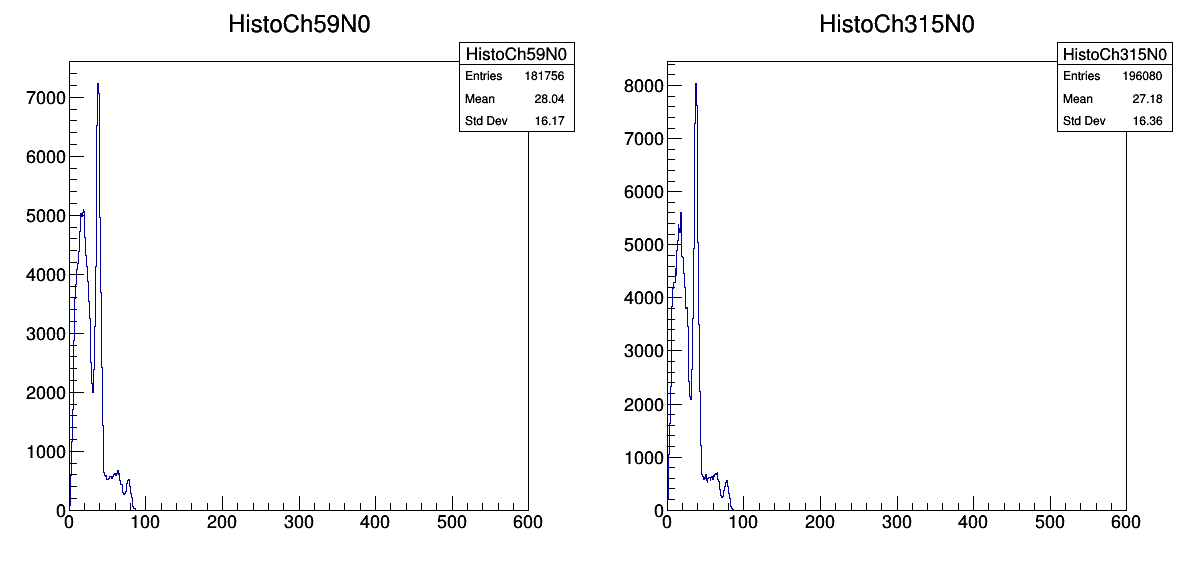 HistoCh59N0
HistoCh59N0
Entries 181756
Mean 28.04
Std Dev 16.17
7000
6000
5000
4000
3000
2000
1000
0
0 100 200 300 400 500 600
HistoCh315N0
HistoCh315N0
Entries 196080
Mean 27.18
Std Dev 16.36
8000
7000
6000
5000
4000
3000
2000
1000
0
0 100 200 300 400 500 600